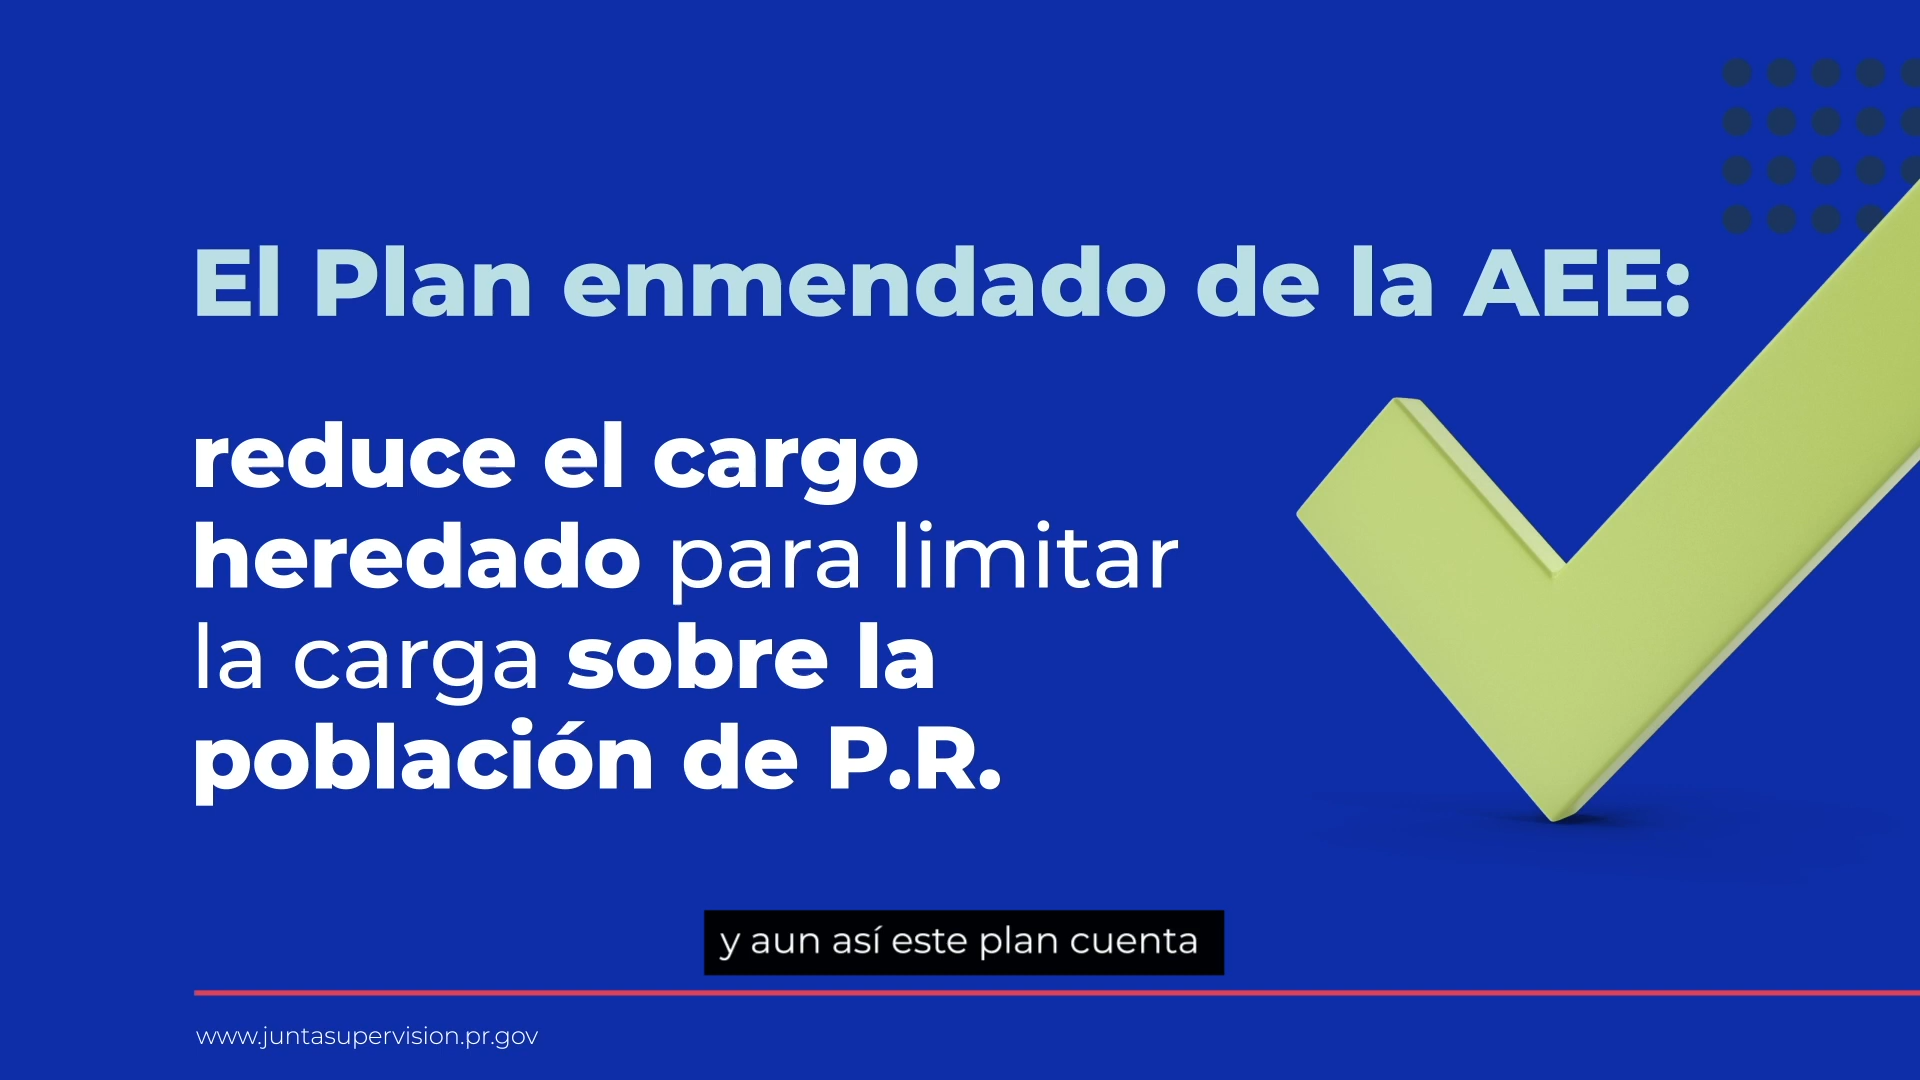 El Plan enmendado de la AEE:
reduce el cargo
heredado para limitar
la carga sobre la
población de P.R.
y aun así este plan cuenta
www.juntasupervision.pr.gov